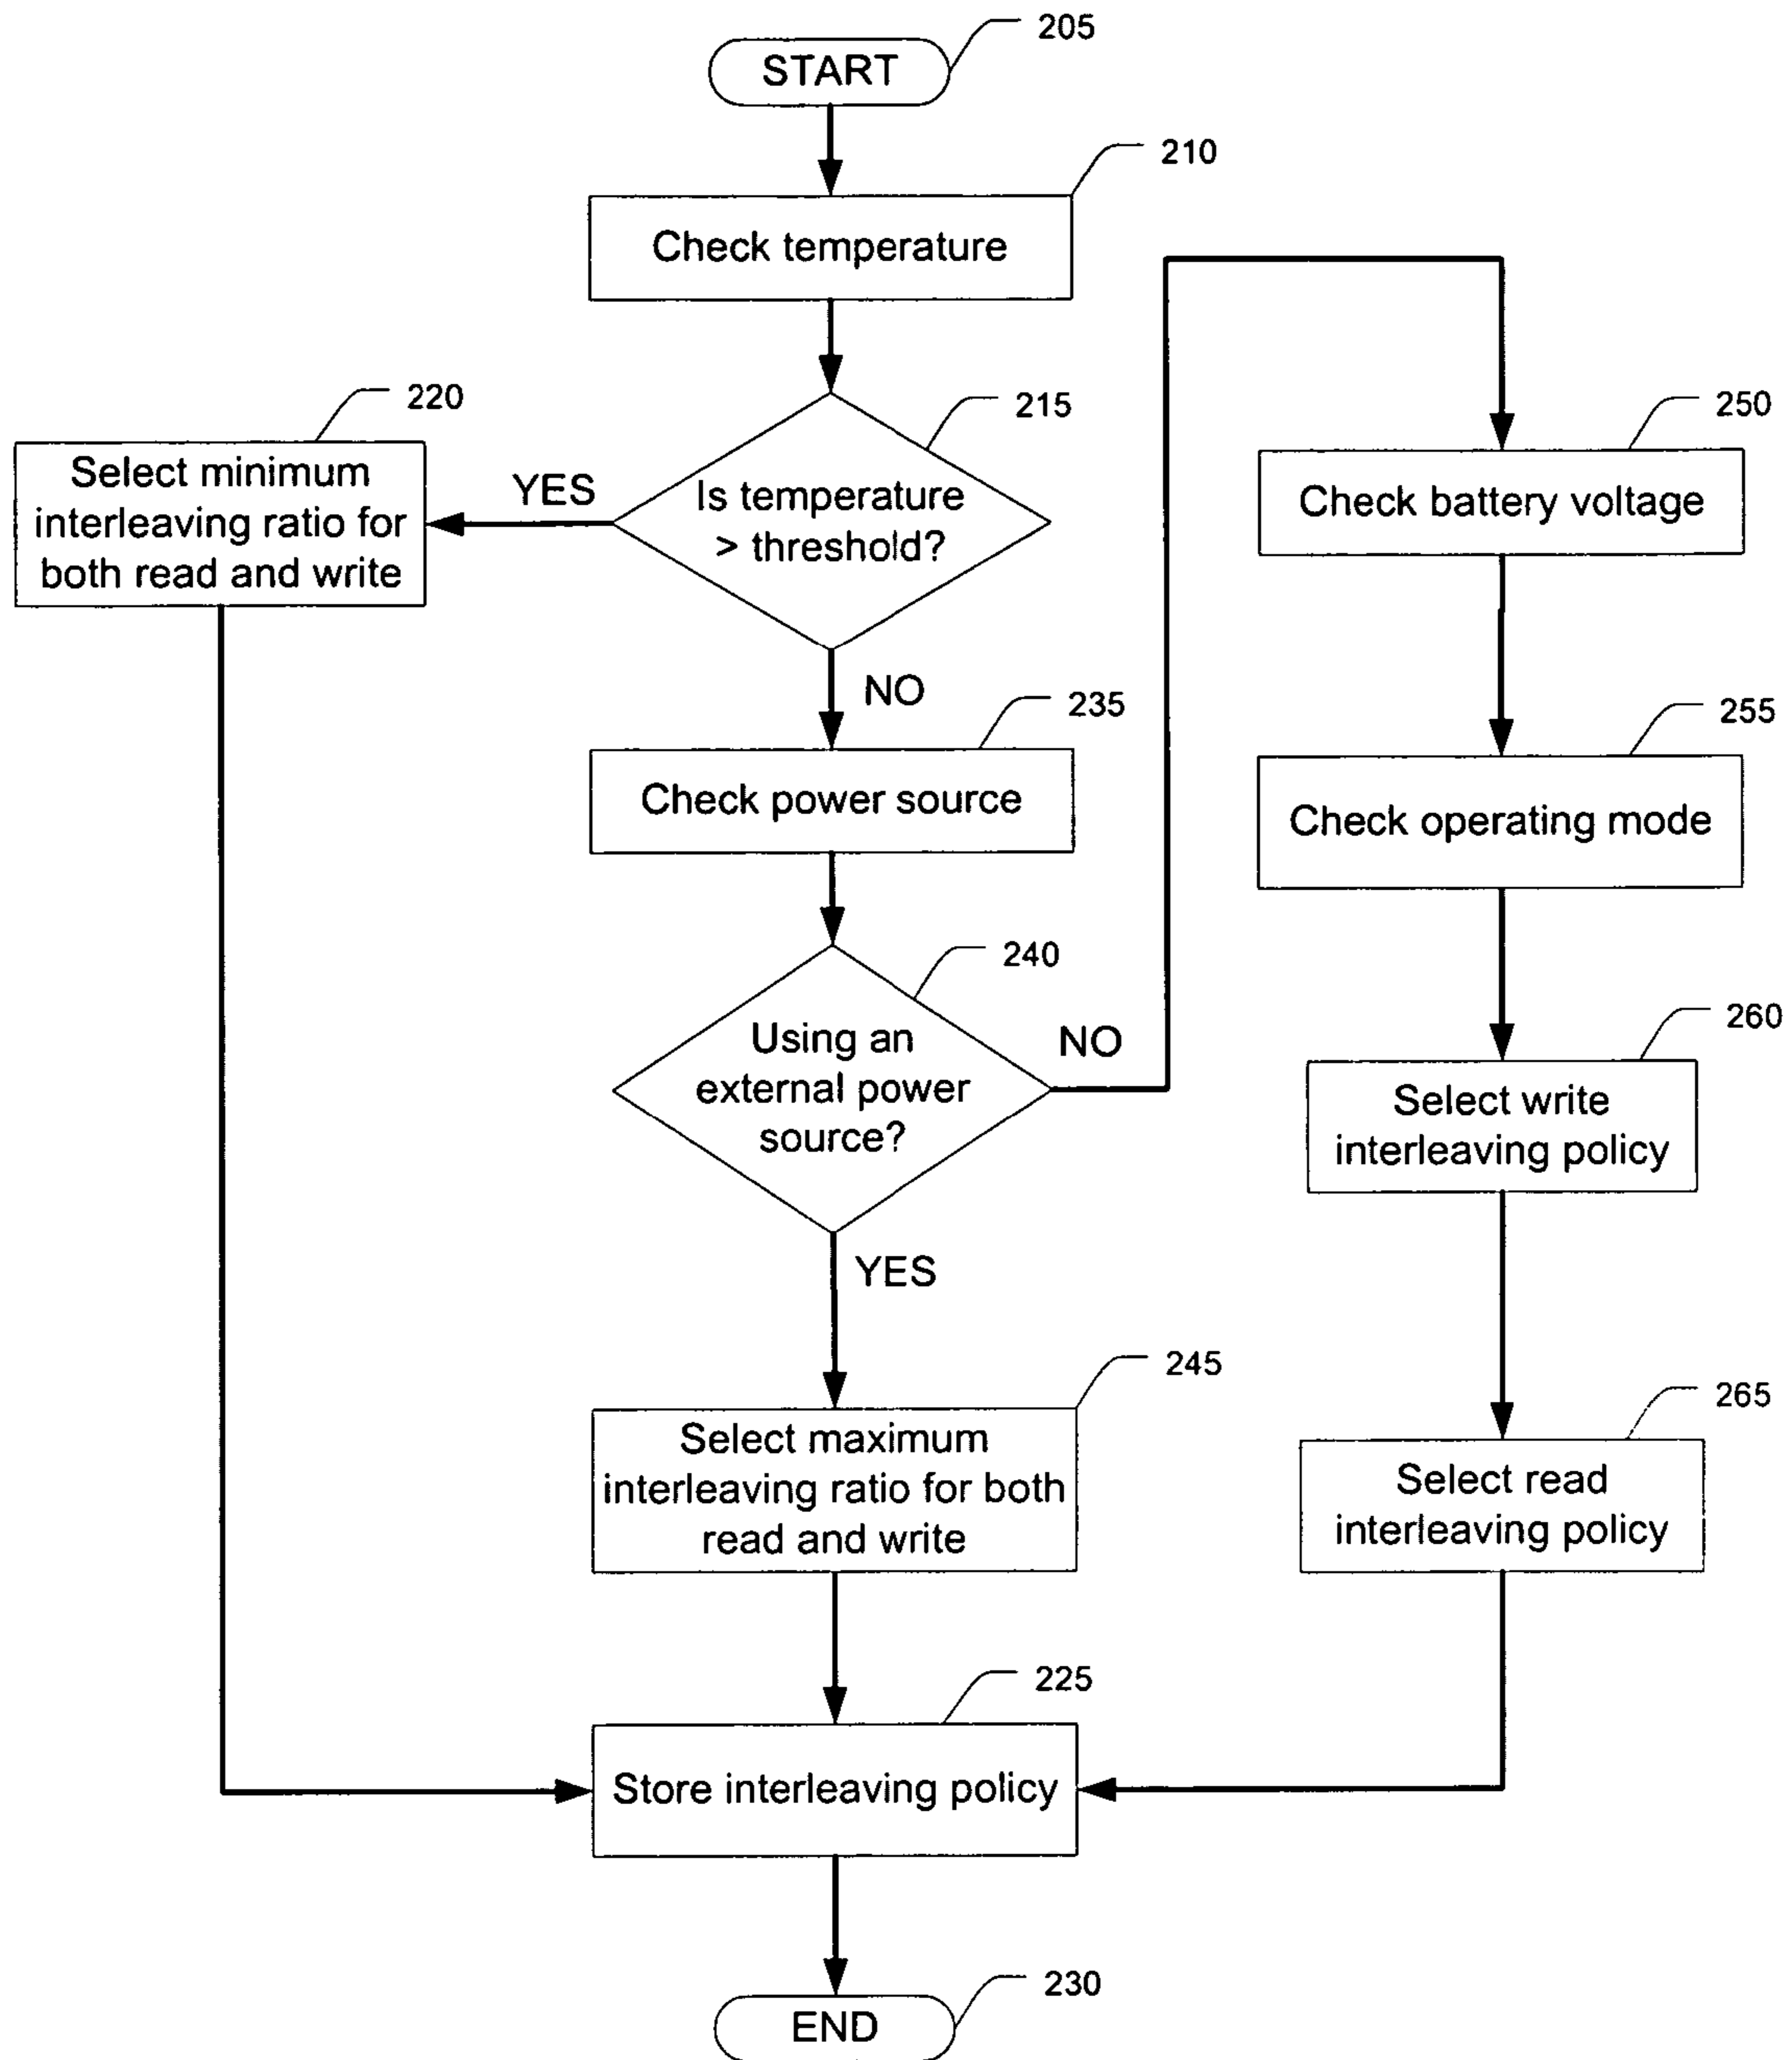 START
205
Check temperature
210
Is temperature
> threshold?
215
YES
Select minimum
interleaving ratio for
both read and write
220
NO
Check power source
235
Using an
external power
source?
240
NO
YES
Select maximum
interleaving ratio for both
read and write
245
Check battery voltage
250
Check operating mode
255
Select write
interleaving policy
260
Select read
interleaving policy
265
Store interleaving policy
225
END
230